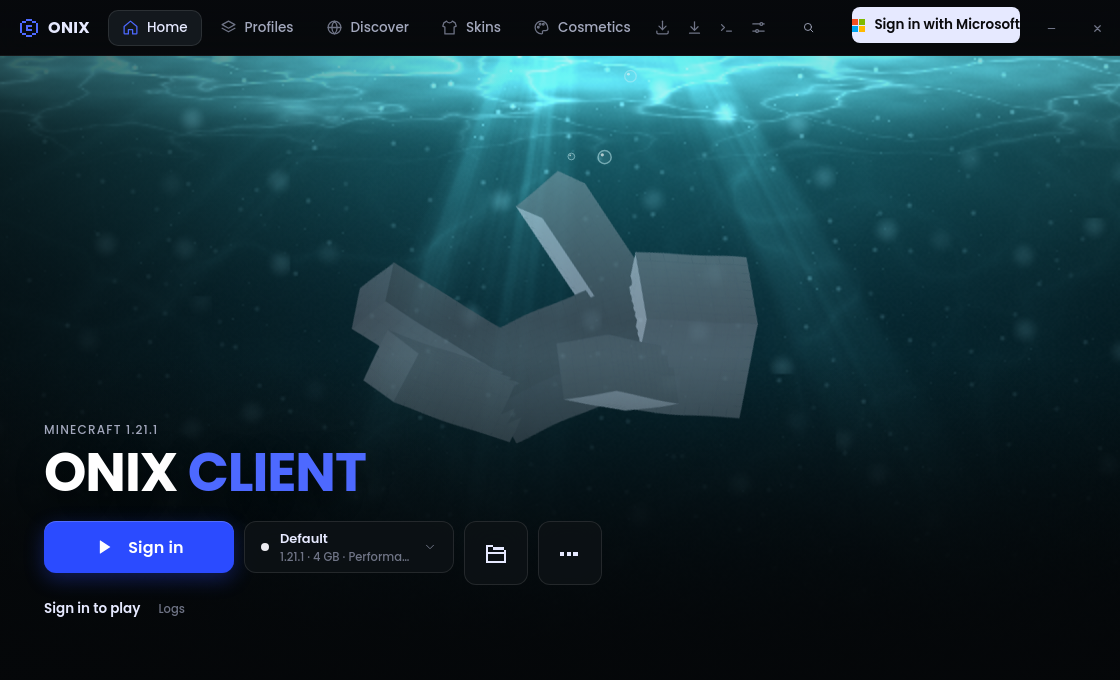 ONIX
Home
Profiles
Discover
Skins
Cosmetics
Sign in with Microsoft
MINECRAFT 1.21.1
ONIX CLIENT
Sign in
Default
1.21.1 · 4 GB · Performa...
Sign in to play
Logs